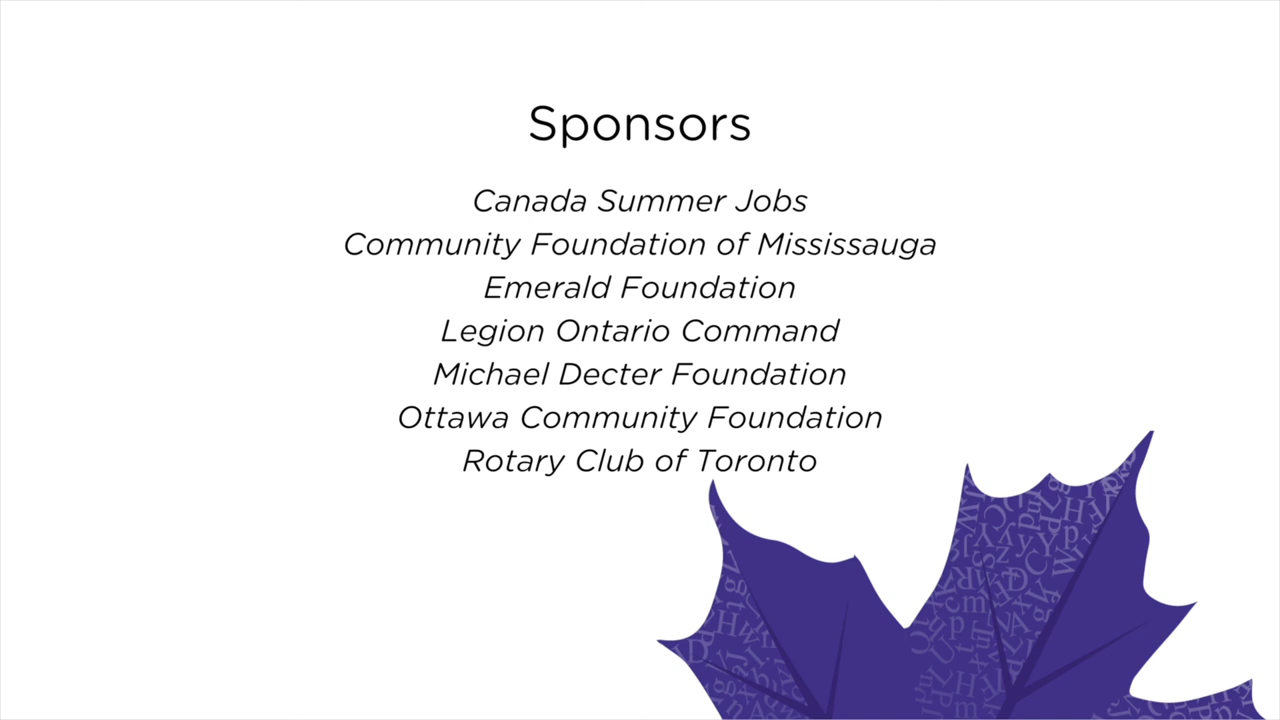 Sponsors
Canada Summer Jobs
Community Foundation of Mississauga
Emerald Foundation
Legion Ontario Command
Michael Decter Foundation
Ottawa Community Foundation
Rotary Club of Toronto